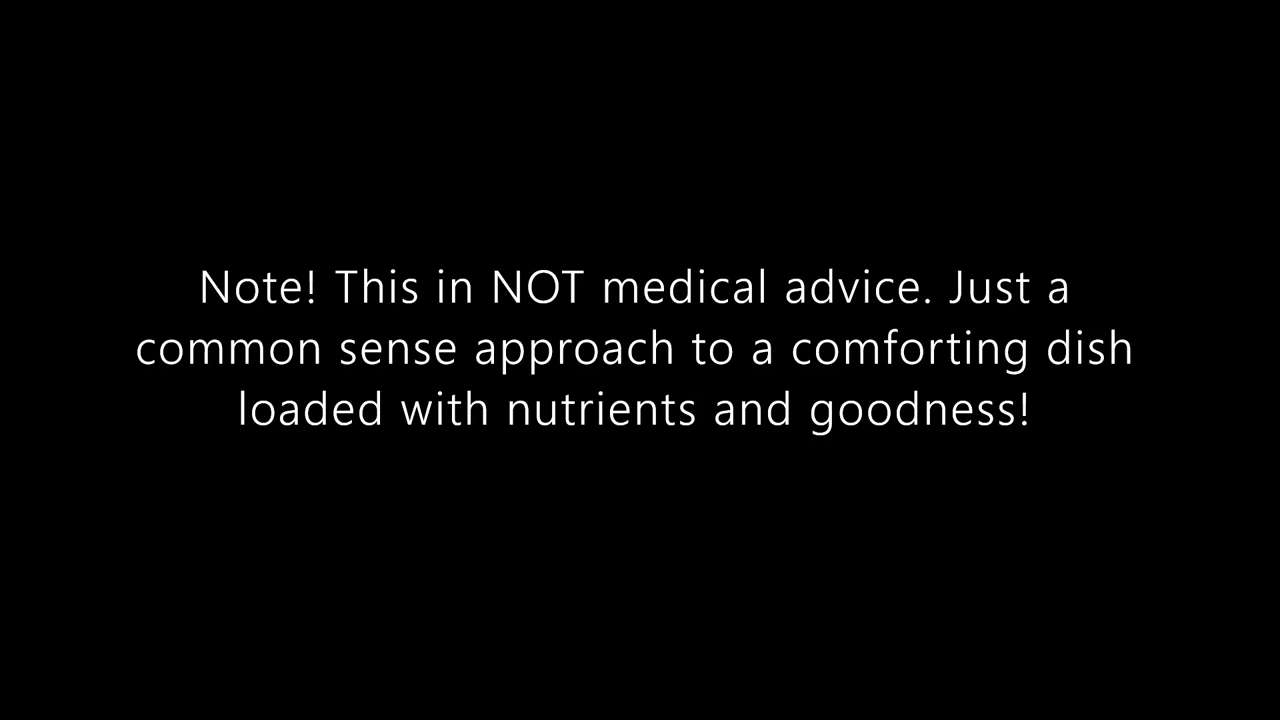 Note! This in NOT medical advice. Just a
common sense approach to a comforting dish
loaded with nutrients and goodness!